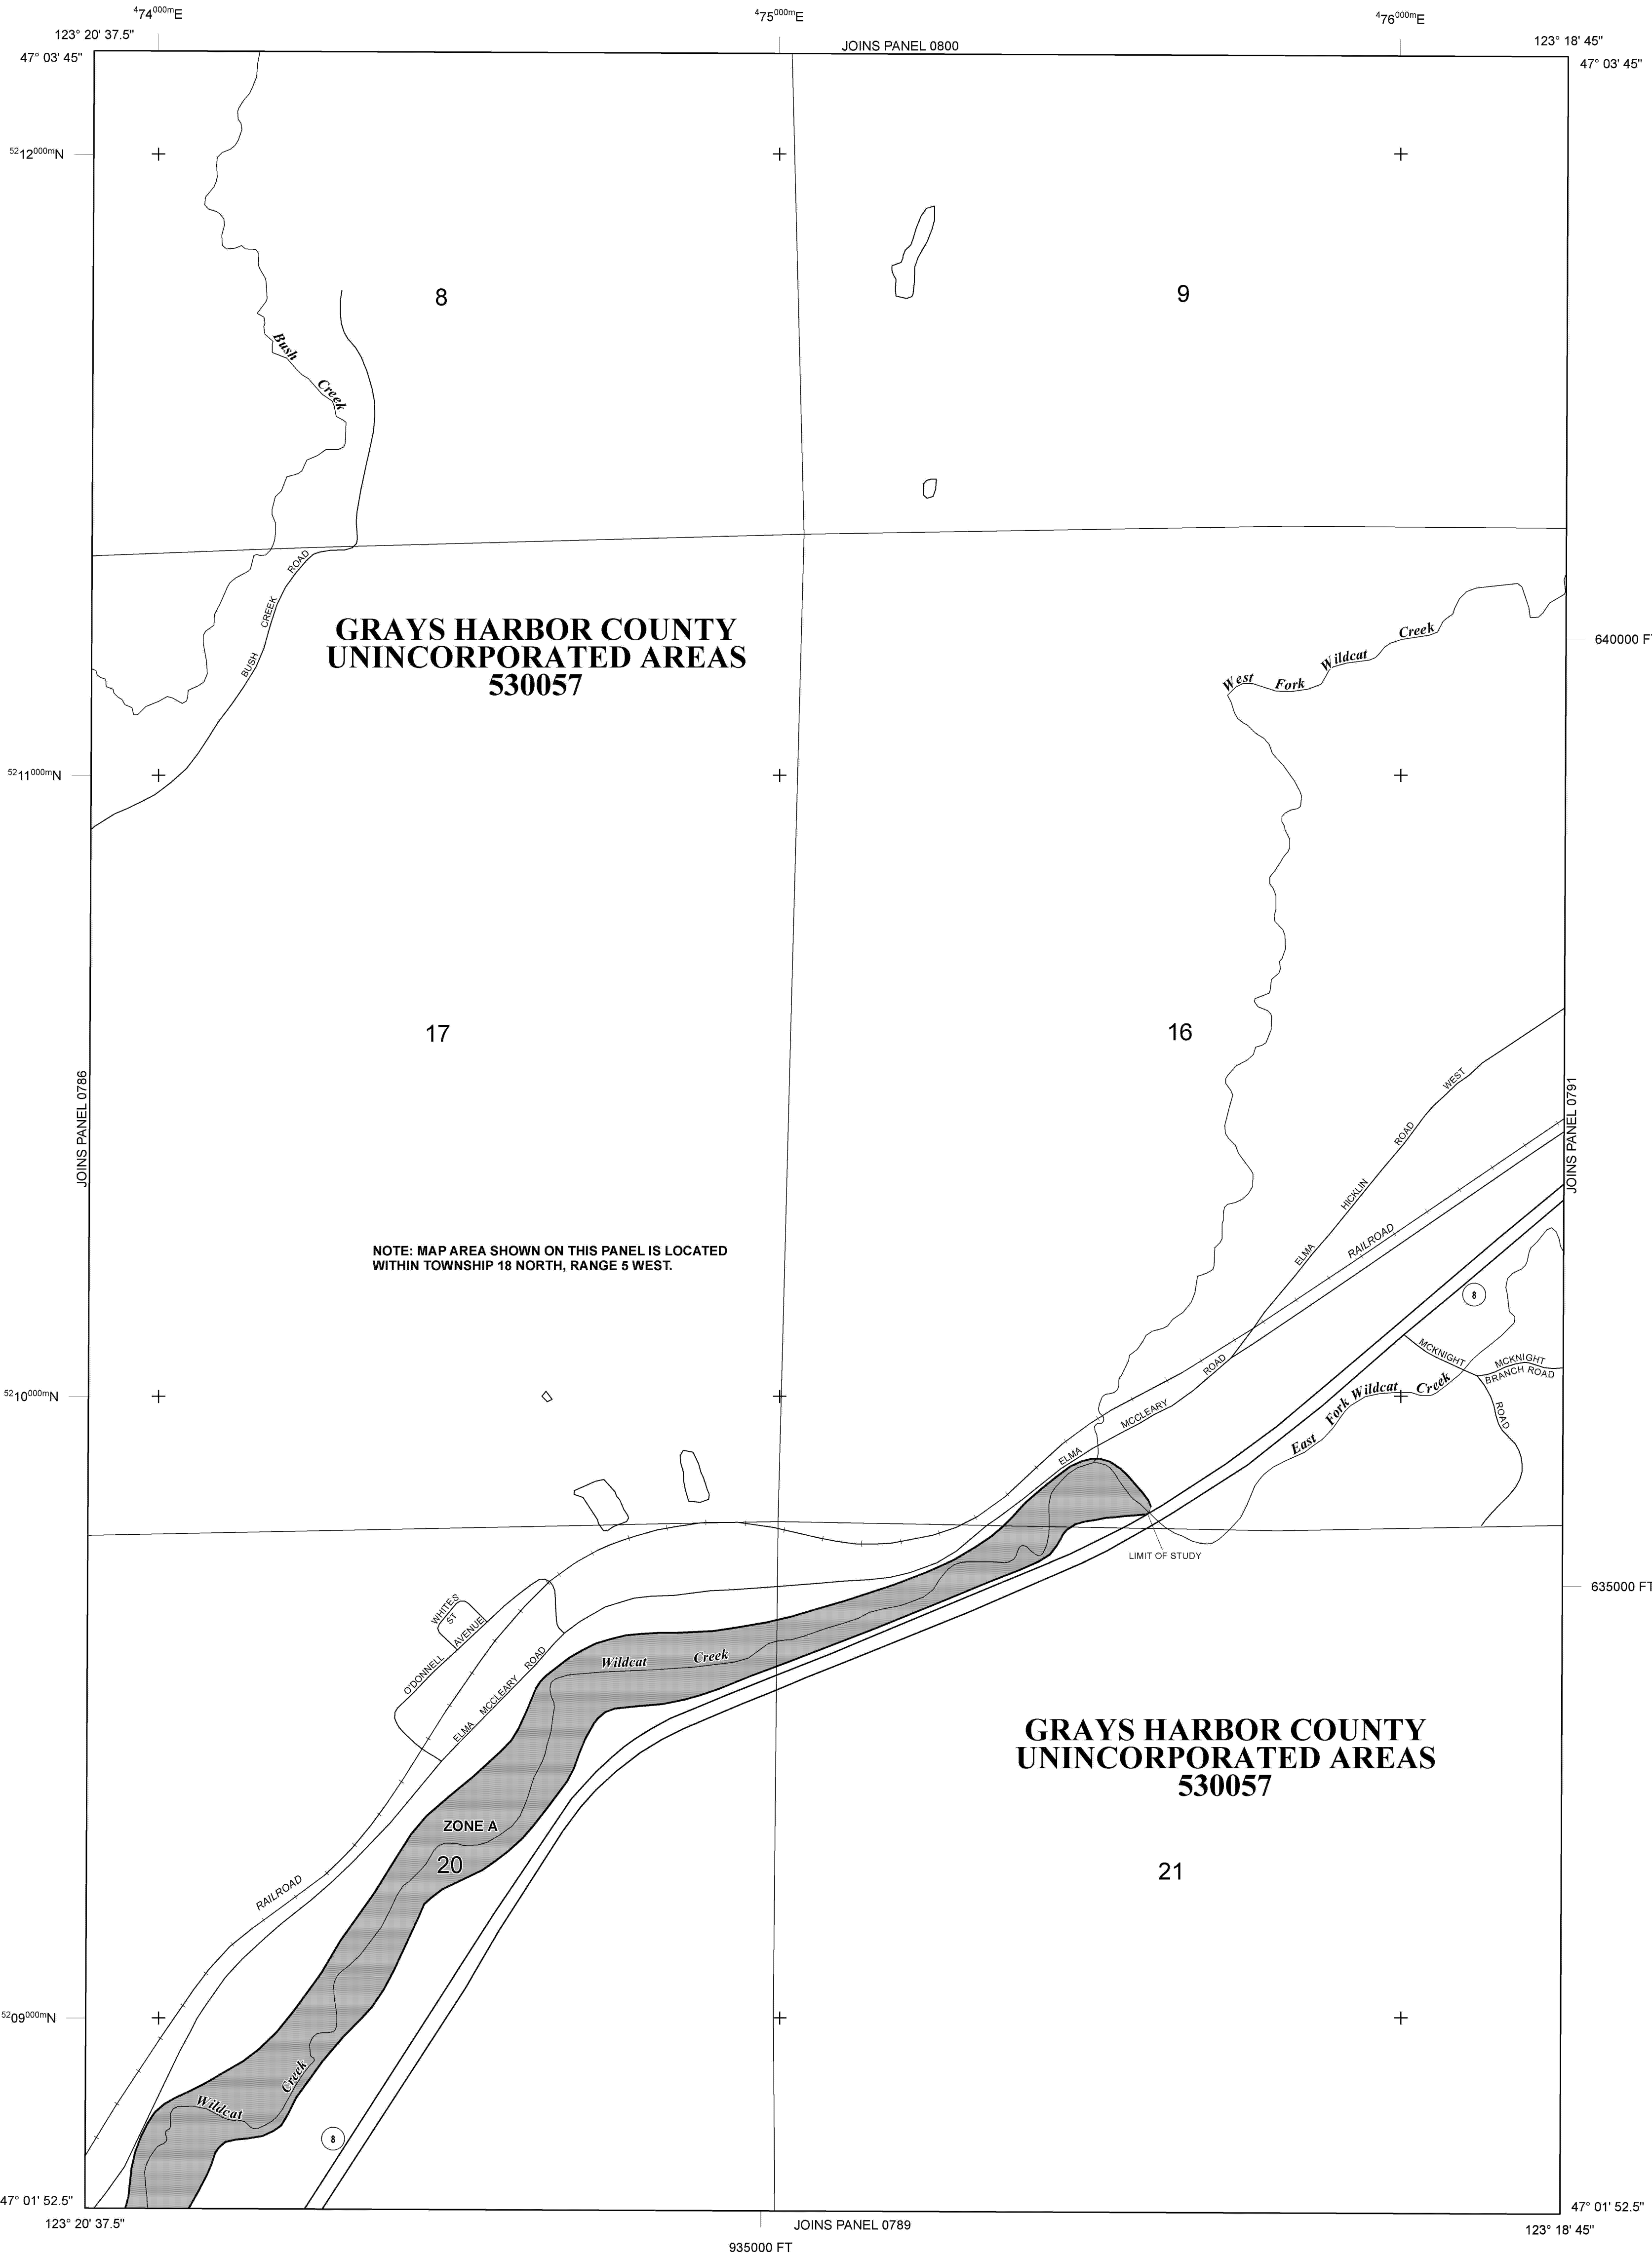 474000mE
475000mE
476000mE
123° 20' 37.5"
123° 18' 45"
JOINS PANEL 0800
47° 03' 45"
47° 03' 45"
5212000mN
8
9
Bush
Creek
ROAD
CREEK
BUSH
GRAYS HARBOR COUNTY
UNINCORPORATED AREAS
530057
West Fork Wildcat Creek
640000 F
5211000mN
17
16
JOINS PANEL 0786
JOINS PANEL 0791
ELMA HICKLIN ROAD WEST
RAILROAD
NOTE: MAP AREA SHOWN ON THIS PANEL IS LOCATED
WITHIN TOWNSHIP 18 NORTH, RANGE 5 WEST.
8
MCKNIGHT
ROAD
MCKNIGHT
BRANCH ROAD
East Fork Wildcat Creek
5210000mN
ELMA MCCLEARY ROAD
LIMIT OF STUDY
635000 F
WHITES
ST
O'DONNELL AVENUE
ELMA MCCLEARY ROAD
Wildcat Creek
GRAYS HARBOR COUNTY
UNINCORPORATED AREAS
530057
ZONE A
20
21
RAILROAD
5209000mN
Wildcat Creek
8
47° 01' 52.5"
47° 01' 52.5"
123° 20' 37.5"
JOINS PANEL 0789
123° 18' 45"
935000 FT